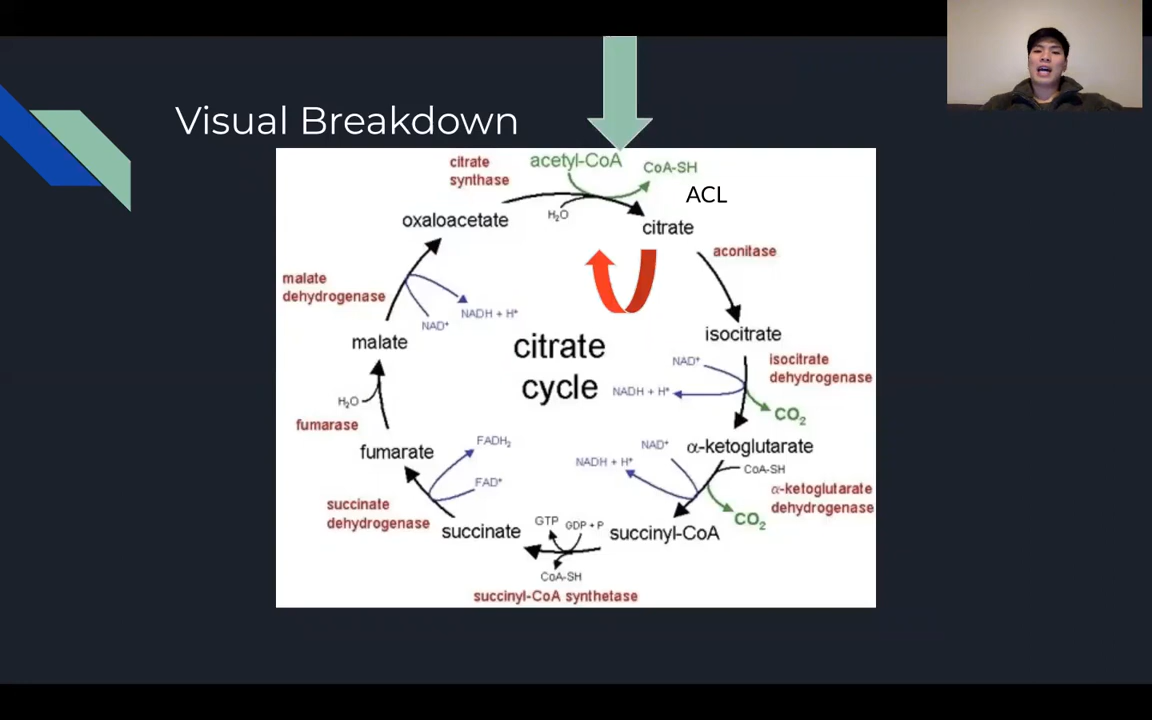 Visual Breakdown
citrate
synthase
acetyl-CoA
CoA-SH
ACL
H₂O
oxaloacetate
citrate
aconitase
malate
dehydrogenase
NADH + H⁺
NAD⁺
malate
citrate
cycle
isocitrate
NAD⁺
isocitrate
dehydrogenase
NADH + H⁺
CO₂
H₂O
fumarase
fumarate
FADH₂
FAD⁺
NAD⁺
α-ketoglutarate
NADH + H⁺
CoA-SH
α-ketoglutarate
dehydrogenase
CO₂
succinate
dehydrogenase
succinate
GTP
GDP + P
succinyl-CoA
CoA-SH
succinyl-CoA synthetase